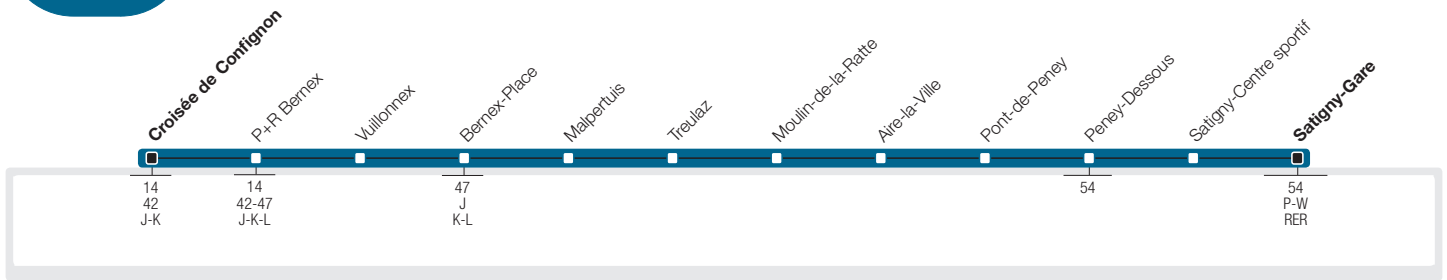 Croisée de Confignon
P+R Bernex
Vuillonnex
Bernex-Place
Malpertuis
Treulaz
Moulin-de-la-Ratte
Aire-la-Ville
Pont-de-Peney
Peney-Dessous
Satigny-Centre sportif
Satigny-Gare
14
42
J-K
14
42-47
J-K-L
47
J
K-L
54
54
P-W
RER